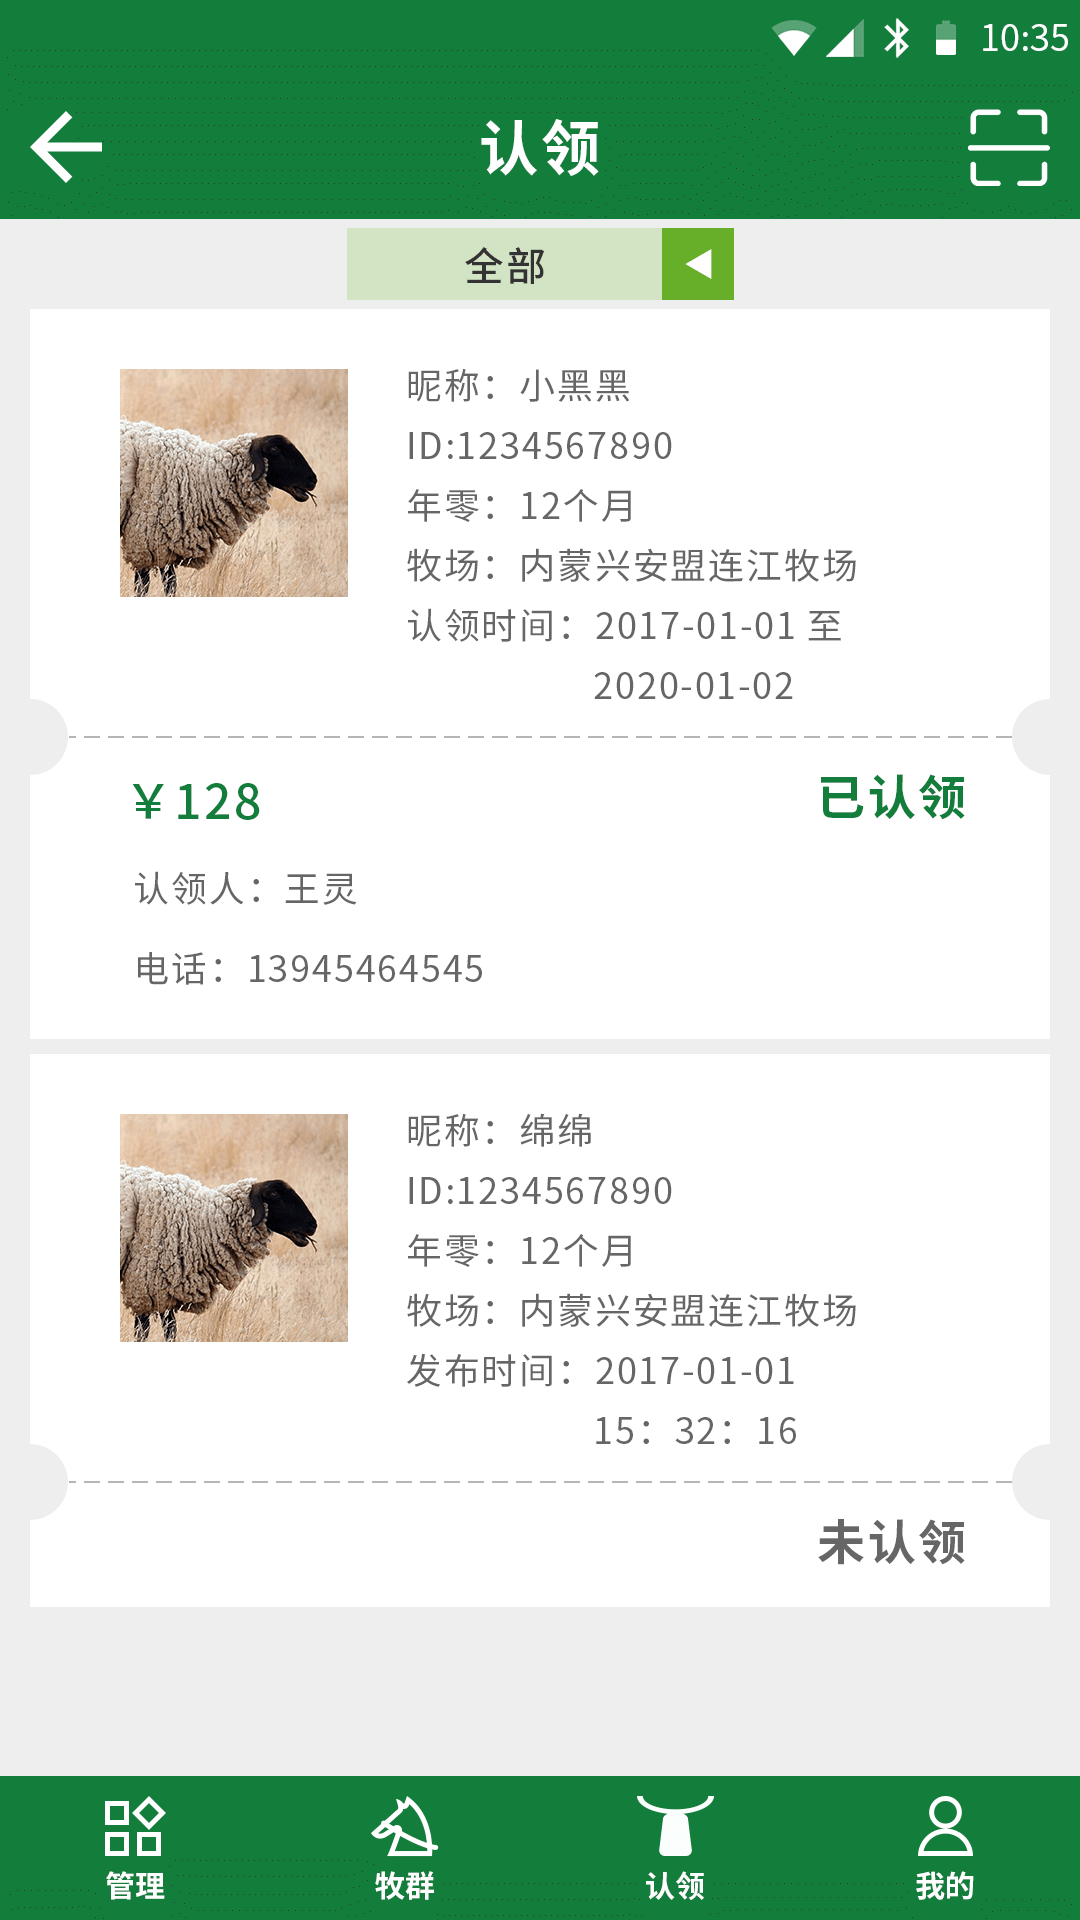 10:35
认领
全部
昵称：小黑黑
ID:1234567890
年零：12个月
牧场：内蒙兴安盟连江牧场
认领时间：2017-01-01 至
2020-01-02
￥128
已认领
认领人：王灵
电话：13945464545
昵称：绵绵
ID:1234567890
年零：12个月
牧场：内蒙兴安盟连江牧场
发布时间：2017-01-01
15：32：16
未认领
管理 牧群 认领 我的